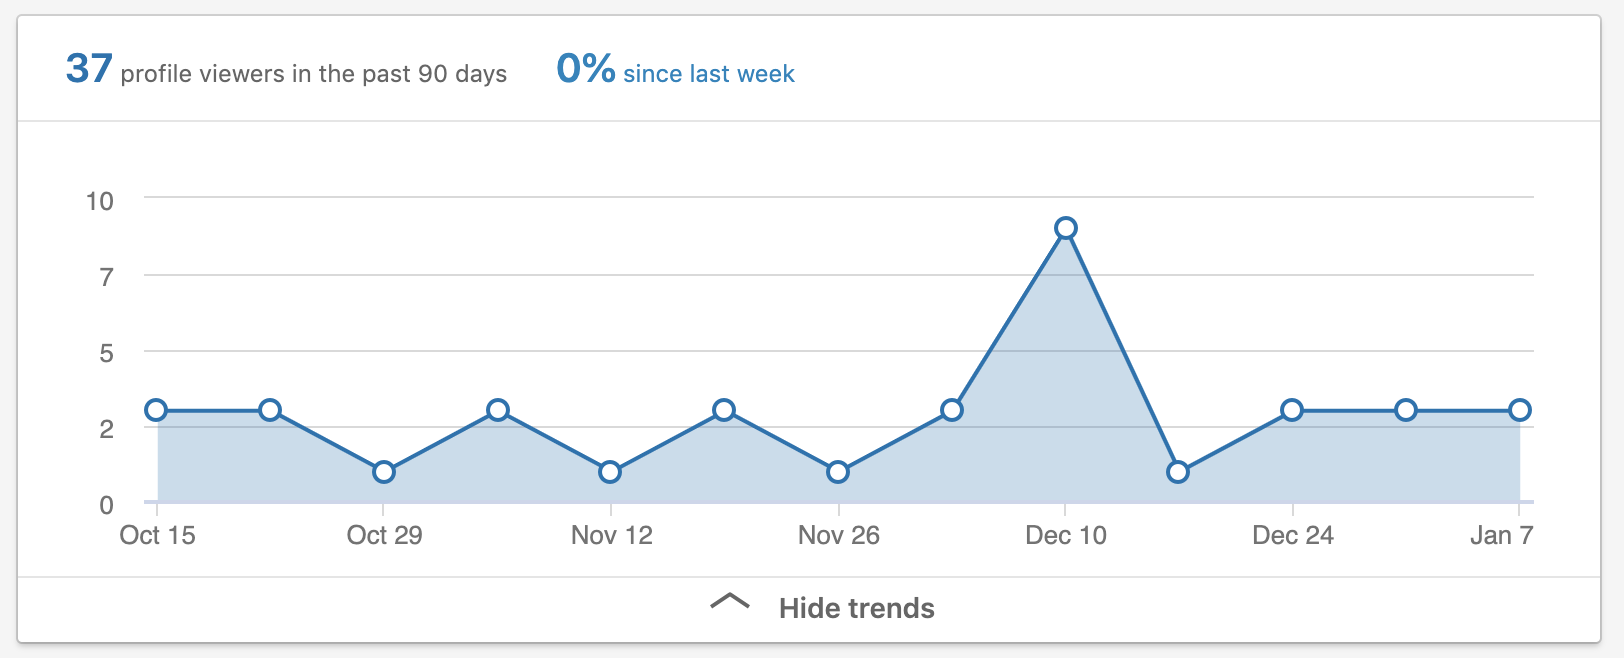 37 profile viewers in the past 90 days 0% since last week
10
7
5
2
0
Oct 15 Oct 29 Nov 12 Nov 26 Dec 10 Dec 24 Jan 7
Hide trends